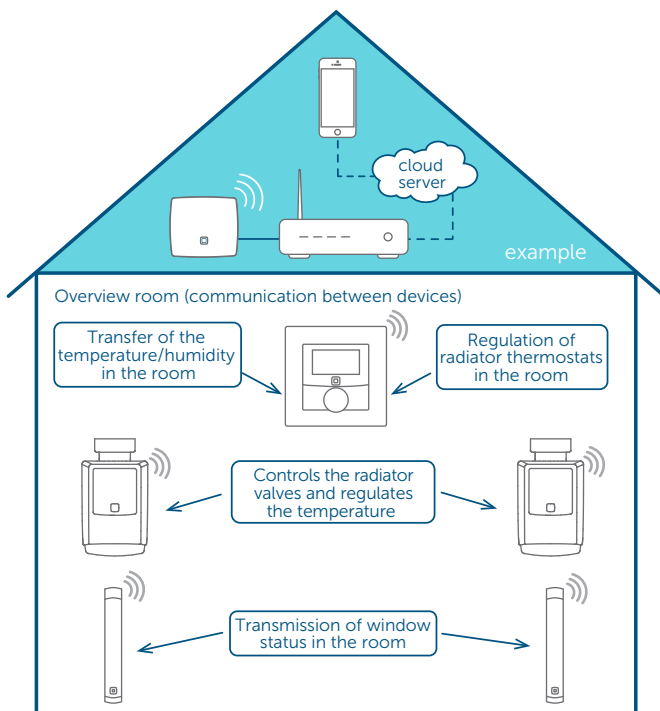 cloud
server
example
Overview room (communication between devices)
Transfer of the
temperature/humidity
in the room
Regulation of
radiator thermostats
in the room
Controls the radiator
valves and regulates
the temperature
Transmission of window
status in the room